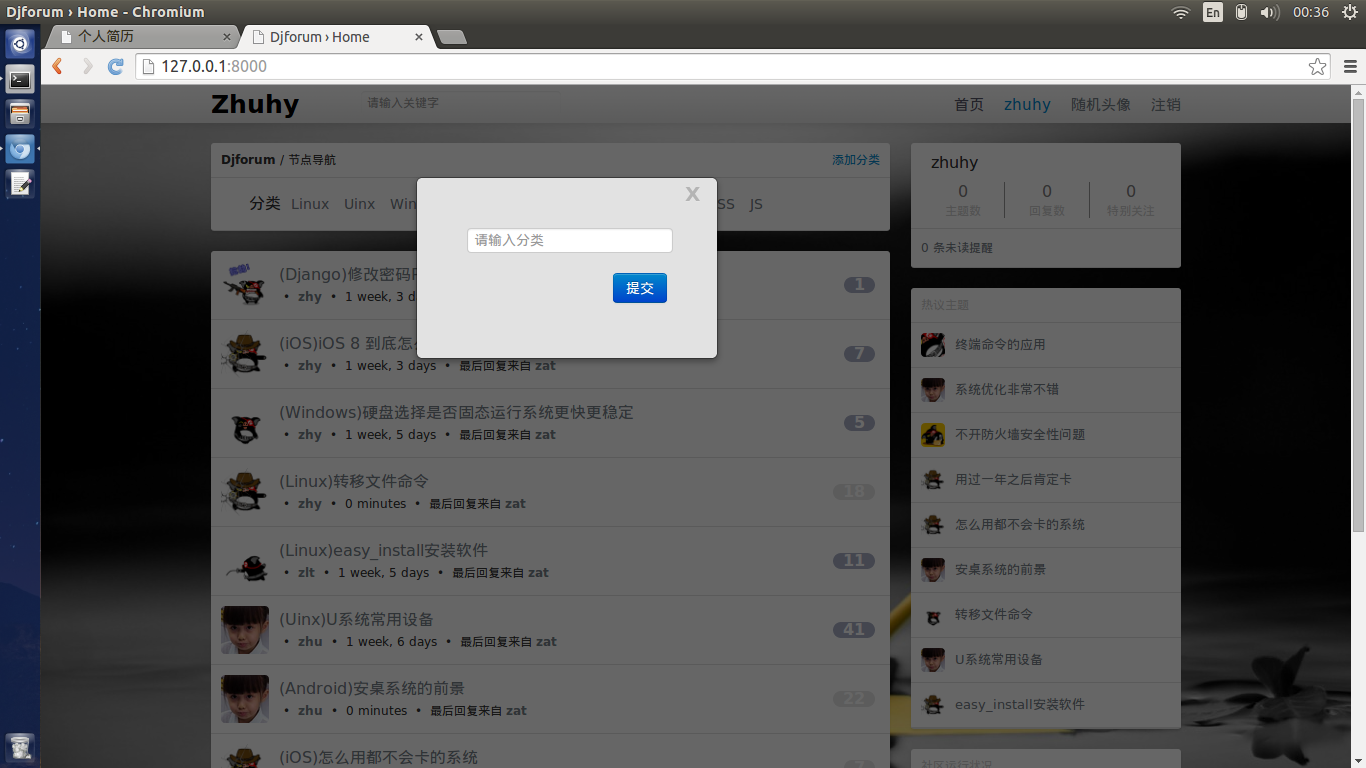 Djforum › Home - Chromium
En
00:36
个人简历
Djforum › Home
127.0.0.1:8000
Zhuhy
请输入关键字
首页 zhuhy 随机头像 注销
Djforum / 节点导航
添加分类
分类 Linux Uinx Win
SS JS
X
请输入分类
提交
(Django)修改密码
• zhy • 1 week, 3 d
1
(iOS)iOS 8 到底怎
• zhy • 1 week, 3 days • 最后回复来自 zat
7
(Windows)硬盘选择是否固态运行系统更快更稳定
• zhy • 1 week, 5 days • 最后回复来自 zat
5
(Linux)转移文件命令
• zhy • 0 minutes • 最后回复来自 zat
18
(Linux)easy_install安装软件
• zlt • 1 week, 5 days • 最后回复来自 zat
11
(Uinx)U系统常用设备
• zhu • 1 week, 6 days • 最后回复来自 zat
41
(Android)安桌系统的前景
• zhu • 0 minutes • 最后回复来自 zat
22
(iOS)怎么用都不会卡的系统
7
zhuhy
0 0 0
主题数 回复数 特别关注
0 条未读提醒
热议主题
终端命令的应用
系统优化非常不错
不开防火墙安全性问题
用过一年之后肯定卡
怎么用都不会卡的系统
安桌系统的前景
转移文件命令
U系统常用设备
easy_install安装软件
社区运行状况